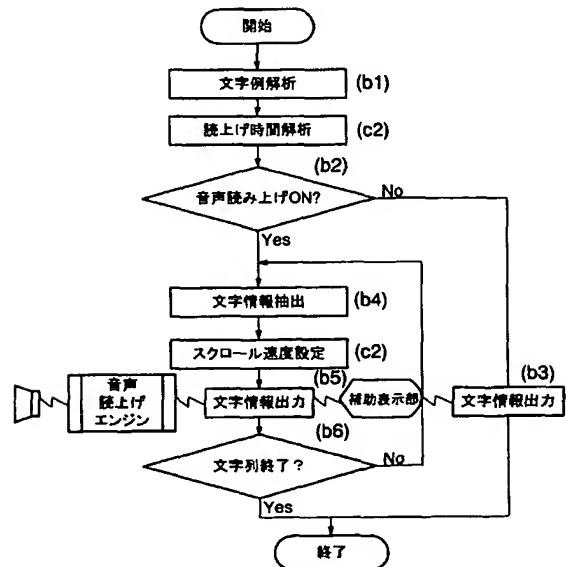 開始
文字例解析 (b1)
読上げ時間解析 (c2)
(b2)
音声読み上げON? No
Yes
文字情報抽出 (b4)
スクロール速度設定 (c2)
音声
読上げ
エンジン
(b5)
文字情報出力
補助表示部
(b3)
文字情報出力
(b6)
文字列終了? No
Yes
終了